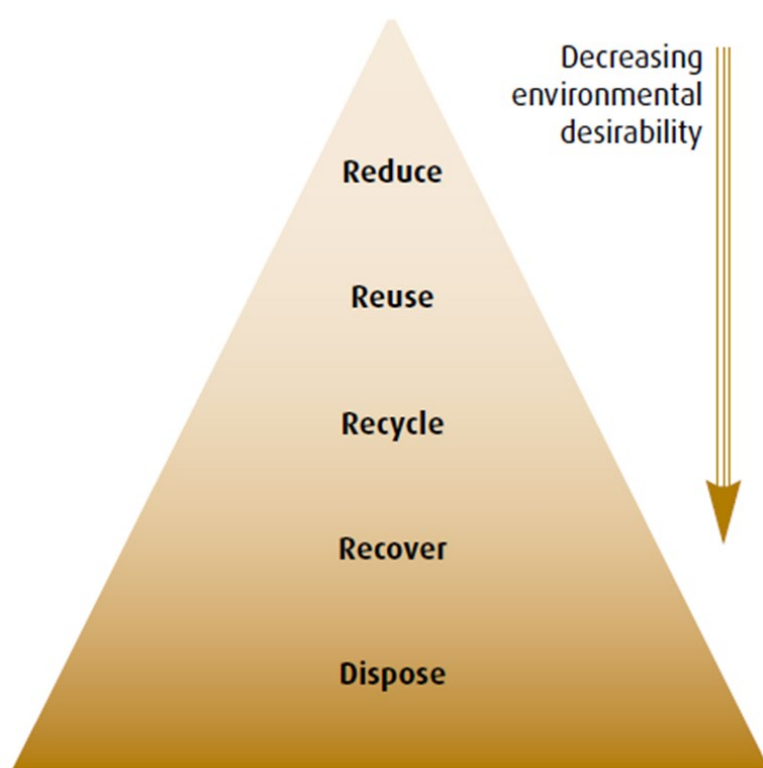 Decreasing
environmental
desirability
Reduce
Reuse
Recycle
Recover
Dispose